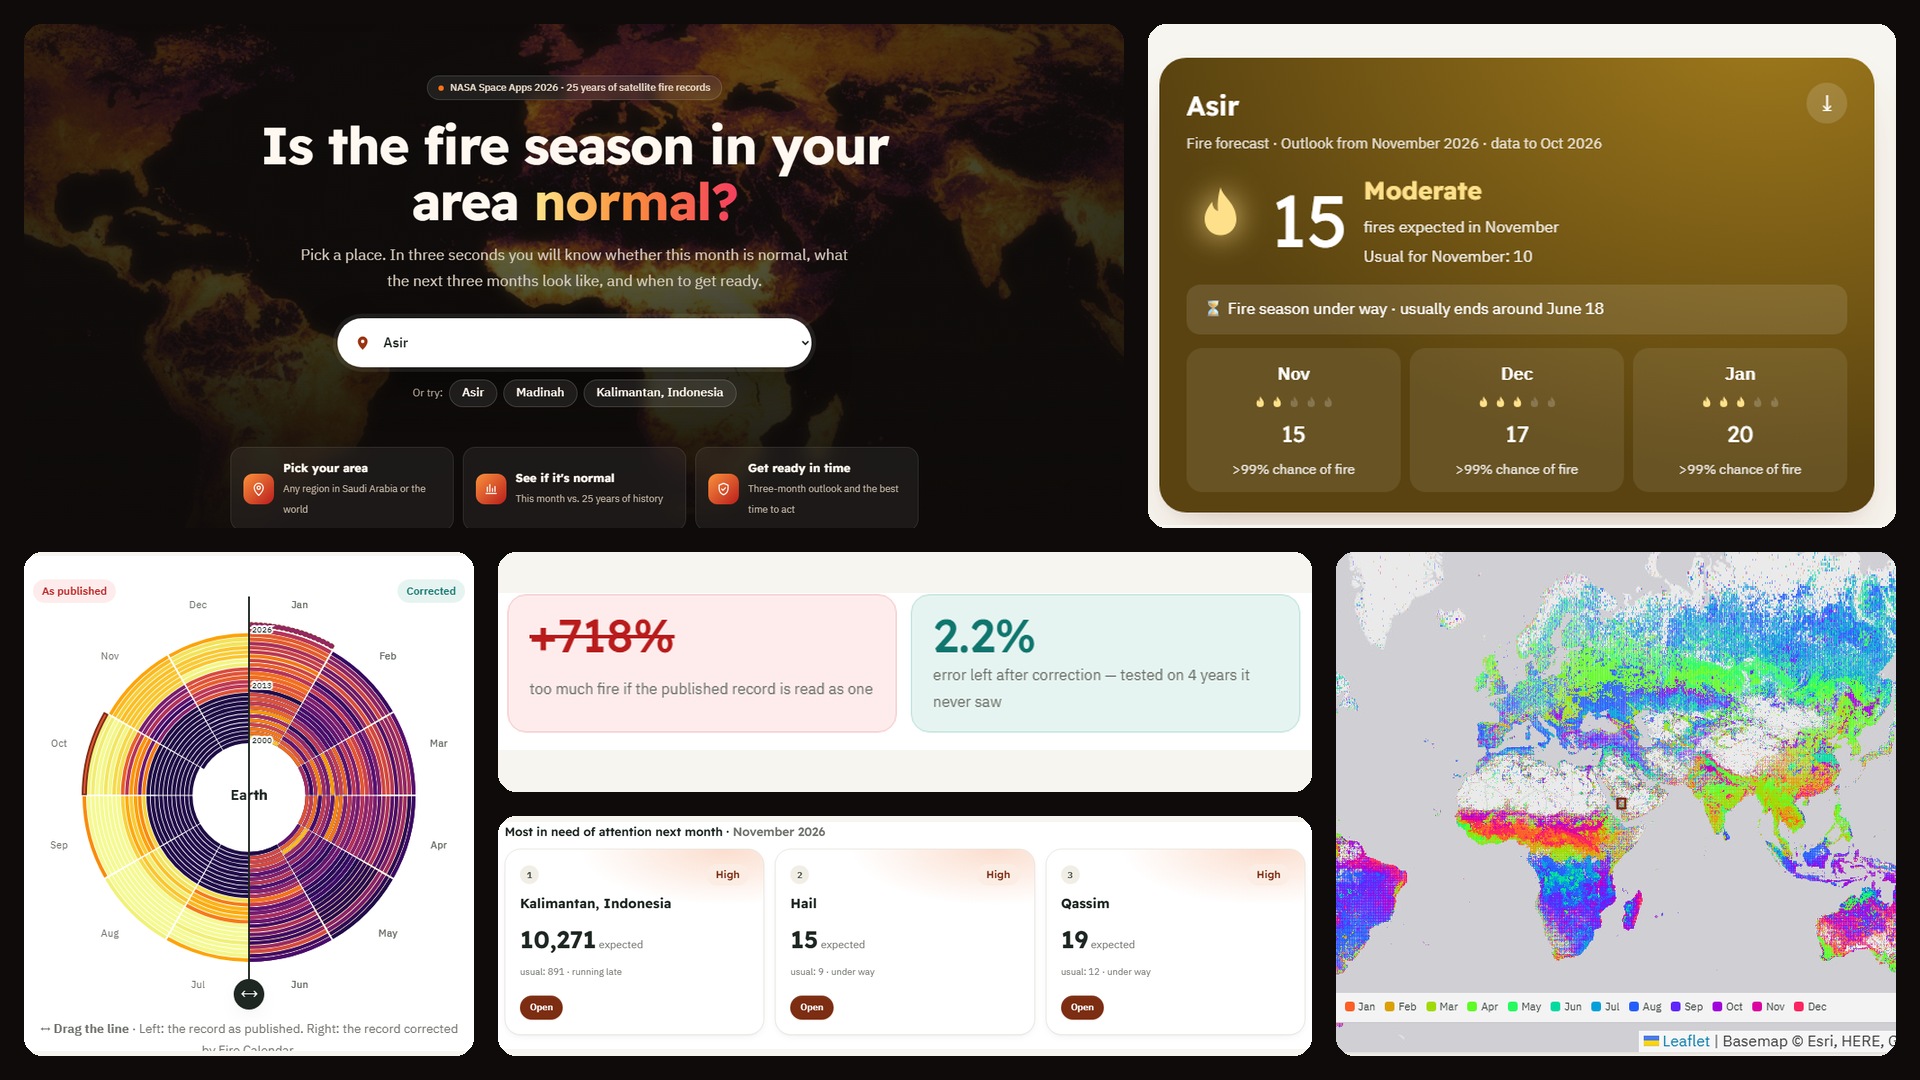 NASA Space Apps 2026 · 25 years of satellite fire records
Is the fire season in your
area normal?
Pick a place. In three seconds you will know whether this month is normal, what
the next three months look like, and when to get ready.
Asir
Or try:
Asir
Madinah
Kalimantan, Indonesia
Pick your area
Any region in Saudi Arabia or the
world
See if it's normal
This month vs. 25 years of history
Get ready in time
Three-month outlook and the best
time to act
Asir
Fire forecast · Outlook from November 2026 · data to Oct 2026
15
Moderate
fires expected in November
Usual for November: 10
Fire season under way · usually ends around June 18
Nov
15
>99% chance of fire
Dec
17
>99% chance of fire
Jan
20
>99% chance of fire
As published
Corrected
Dec
Jan
Nov
Feb
Oct
Mar
Sep
Apr
Aug
May
Jul
Jun
2026
2013
2000
Earth
↔ Drag the line · Left: the record as published. Right: the record corrected
by Fire Calendar
+718%
too much fire if the published record is read as one
2.2%
error left after correction — tested on 4 years it
never saw
Most in need of attention next month · November 2026
1
High
Kalimantan, Indonesia
10,271 expected
usual: 891 · running late
Open
2
High
Hail
15 expected
usual: 9 · under way
Open
3
High
Qassim
19 expected
usual: 12 · under way
Open
Jan Feb Mar Apr May Jun Jul Aug Sep Oct Nov Dec
Leaflet | Basemap © Esri, HERE, G